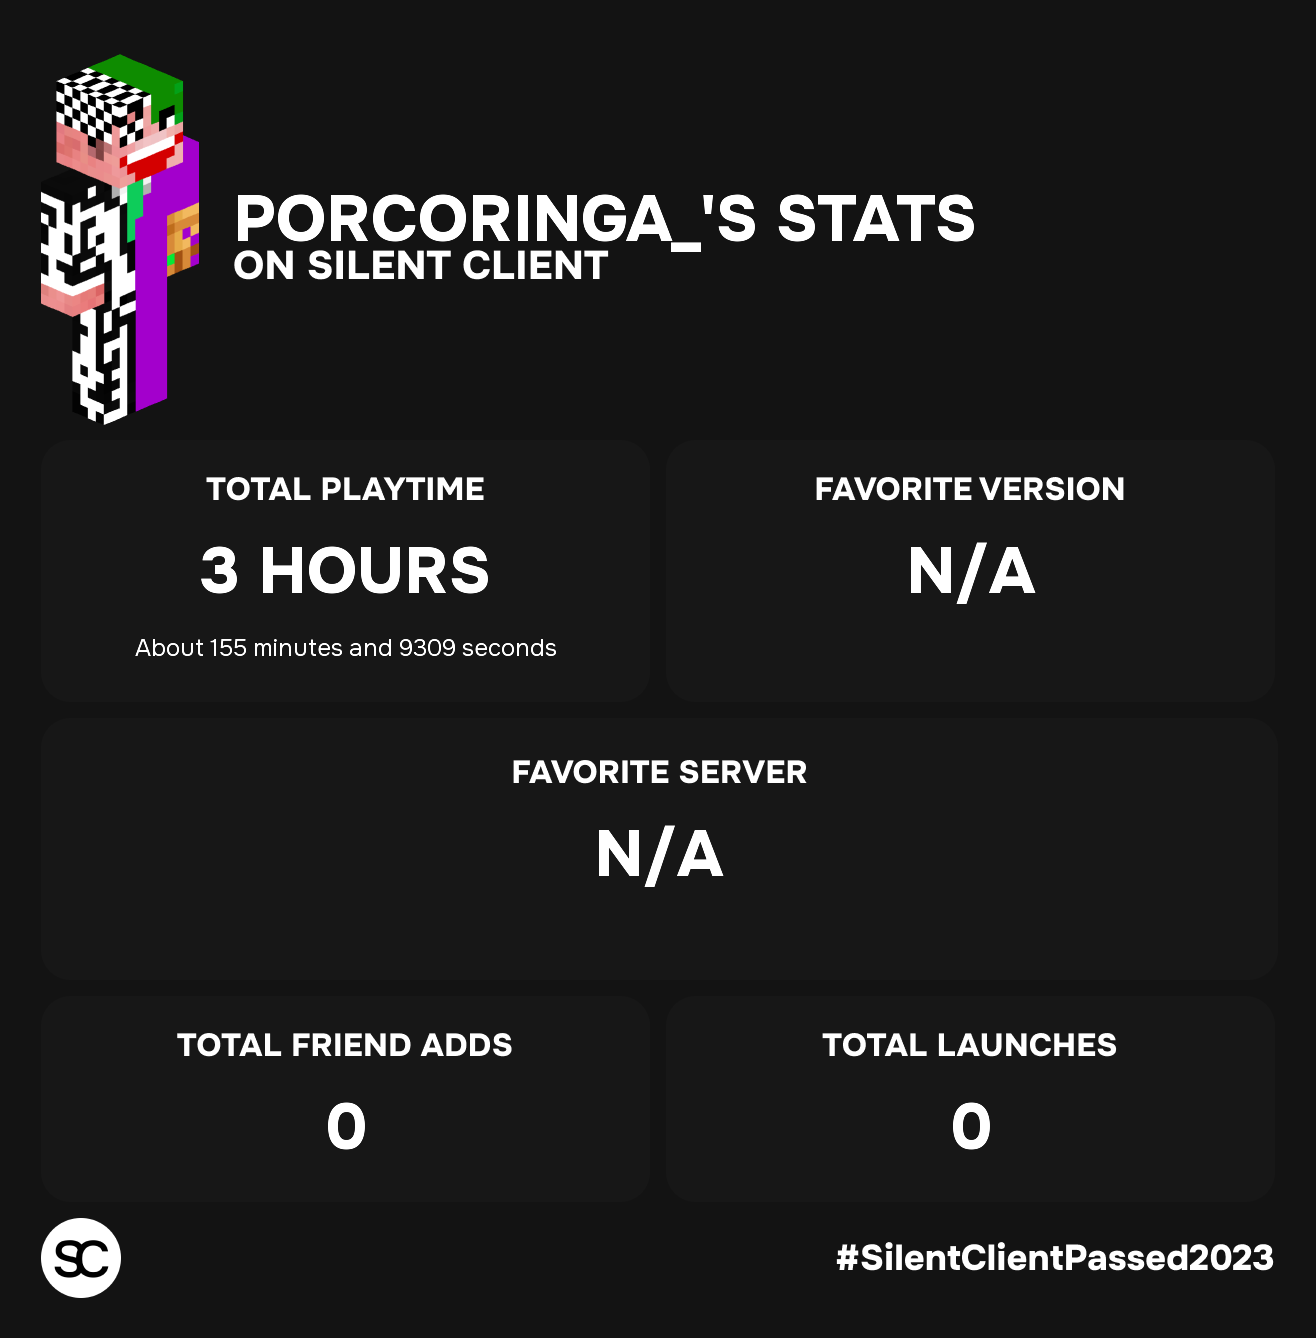 PORCORINGA_'S STATS
ON SILENT CLIENT
TOTAL PLAYTIME
3 HOURS
About 155 minutes and 9309 seconds
FAVORITE VERSION
N/A
FAVORITE SERVER
N/A
TOTAL FRIEND ADDS
0
TOTAL LAUNCHES
0
SC
#SilentClientPassed2023